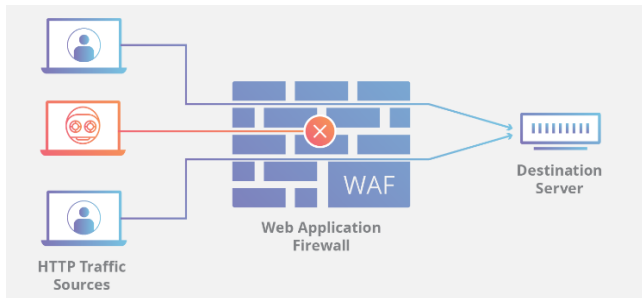 WAF
Web Application
Firewall
Destination
Server
HTTP Traffic
Sources